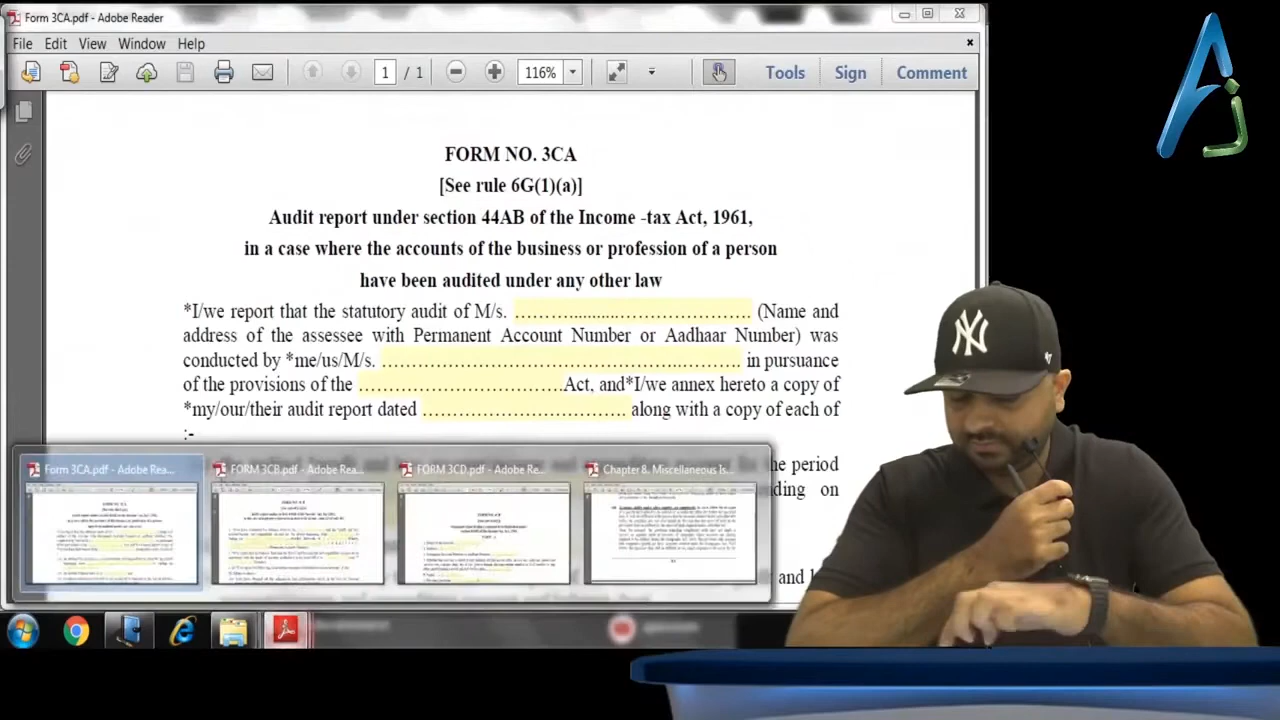 Form 3CA.pdf - Adobe Reader
File Edit View Window Help
1 / 1 116% Tools Sign Comment
FORM NO. 3CA
[See rule 6G(1)(a)]
Audit report under section 44AB of the Income -tax Act, 1961,
in a case where the accounts of the business or profession of a person
have been audited under any other law
*I/we report that the statutory audit of M/s. ………..........…………………. (Name and
address of the assessee with Permanent Account Number or Aadhaar Number) was
conducted by *me/us/M/s. ……………………………………………..………. in pursuance
of the provisions of the …………………………….Act, and*I/we annex hereto a copy of
*my/our/their audit report dated ……………………………. along with a copy of each of
:-
the period
ending on
Form 3CA.pdf - Adobe Rea... FORM 3CB.pdf - Adobe Rea... FORM 3CD.pdf - Adobe Re... Chapter 8. Miscellaneous Is...
and
NY